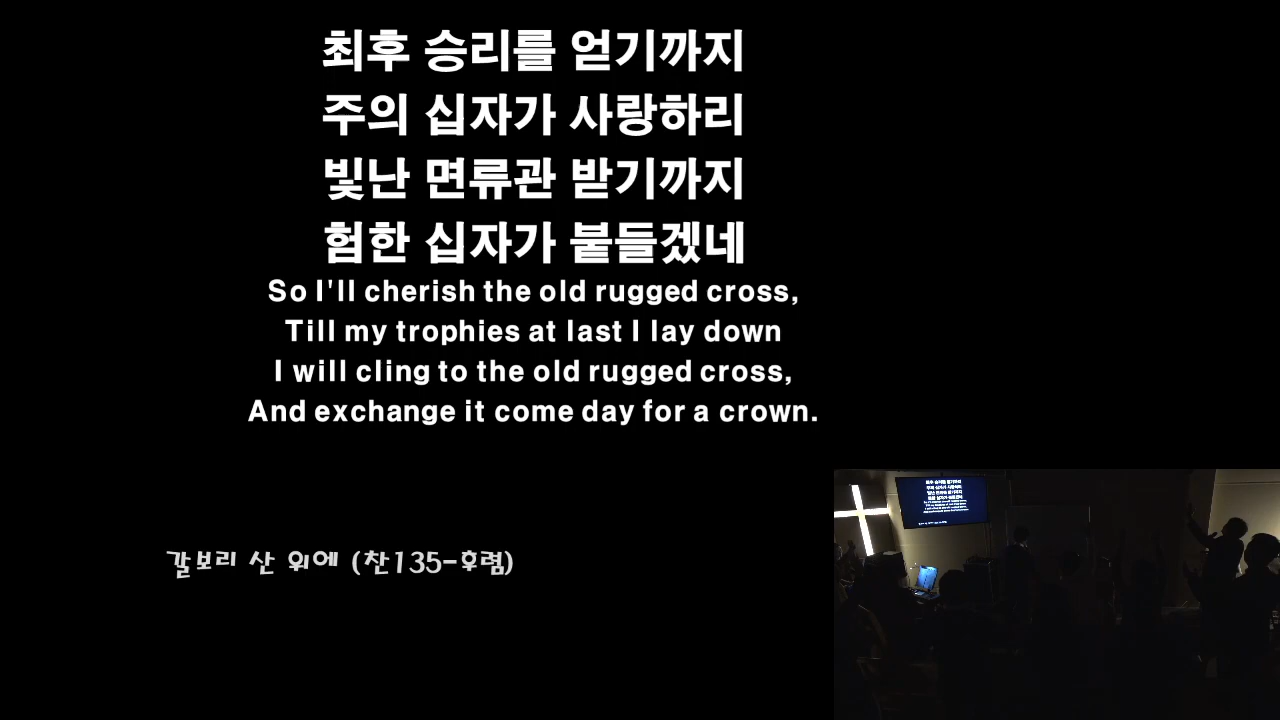 최후 승리를 얻기까지
주의 십자가 사랑하리
빛난 면류관 받기까지
험한 십자가 붙들겠네
So I'll cherish the old rugged cross,
Till my trophies at last I lay down
I will cling to the old rugged cross,
And exchange it come day for a crown.
갈보리 산 위에 (찬135-후렴)